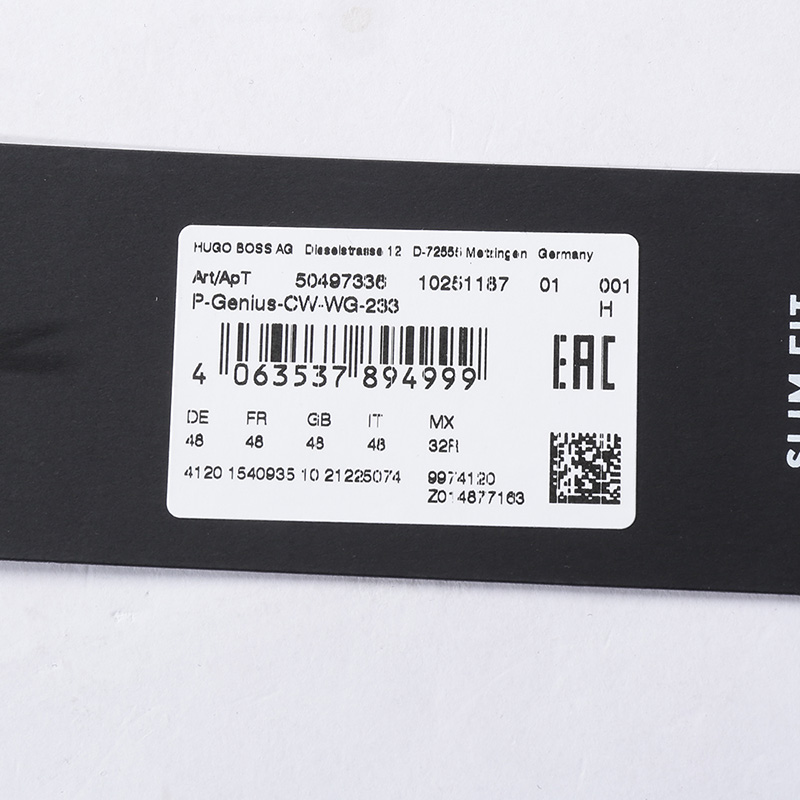 HUGO BOSS AG Dieselstrasse 12 D-72555 Metzingen Germany
Art/ApT 50497336 10251187 01 001
P-Genius-CW-WG-233 H
4 063537 894999
EAC
DE FR GB IT MX
48 48 48 48 32R
4120 1540935 10 21225074 9974120
Z014877163
SLIM FIT